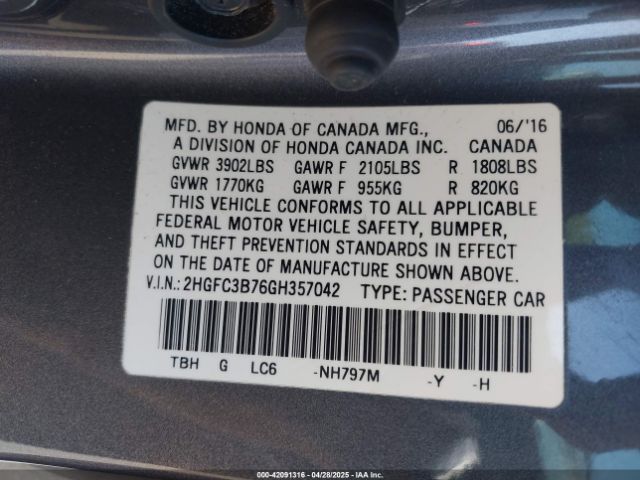 MFD. BY HONDA OF CANADA MFG., 06/'16
A DIVISION OF HONDA CANADA INC. CANADA
GVWR 3902LBS GAWR F 2105LBS R 1808LBS
GVWR 1770KG GAWR F 955KG R 820KG
THIS VEHICLE CONFORMS TO ALL APPLICABLE
FEDERAL MOTOR VEHICLE SAFETY, BUMPER,
AND THEFT PREVENTION STANDARDS IN EFFECT
ON THE DATE OF MANUFACTURE SHOWN ABOVE.
V.I.N.: 2HGFC3B76GH357042 TYPE: PASSENGER CAR
TBH G LC6 -NH797M -Y -H
000-42091316 - 04/28/2025 - IAA Inc.